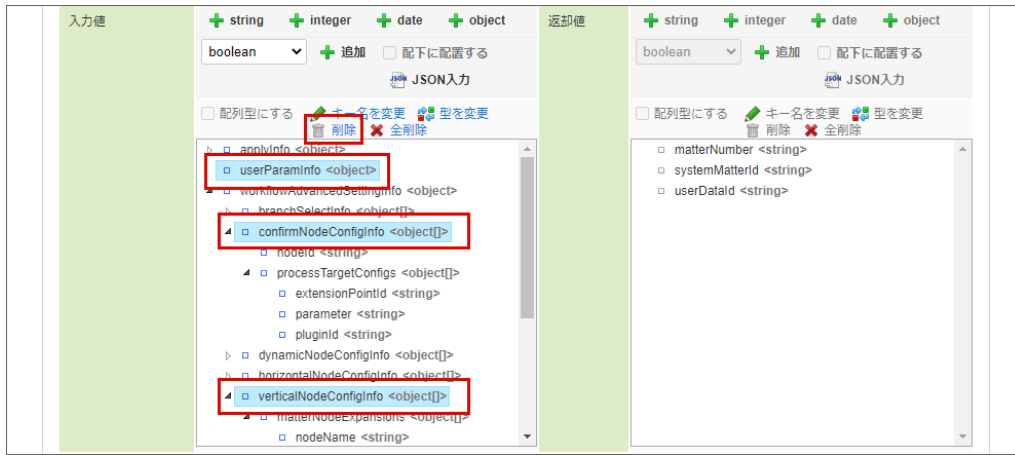 入力値
string integer date object
boolean 追加 配下に配置する
JSON JSON入力
配列型にする キー名を変更 型を変更
削除 全削除
applyInfo <object>
userParamInfo <object>
workflowAdvancedSettingInfo <object>
branchSelectInfo <object[]>
confirmNodeConfigInfo <object[]>
nodeId <string>
processTargetConfigs <object[]>
extensionPointId <string>
parameter <string>
pluginId <string>
dynamicNodeConfigInfo <object[]>
horizontalNodeConfigInfo <object[]>
verticalNodeConfigInfo <object[]>
matterNodeExpansions <object[]>
nodeName <string>
返却値
string integer date object
boolean 追加 配下に配置する
JSON JSON入力
配列型にする キー名を変更 型を変更
削除 全削除
matterNumber <string>
systemMatterId <string>
userDataId <string>